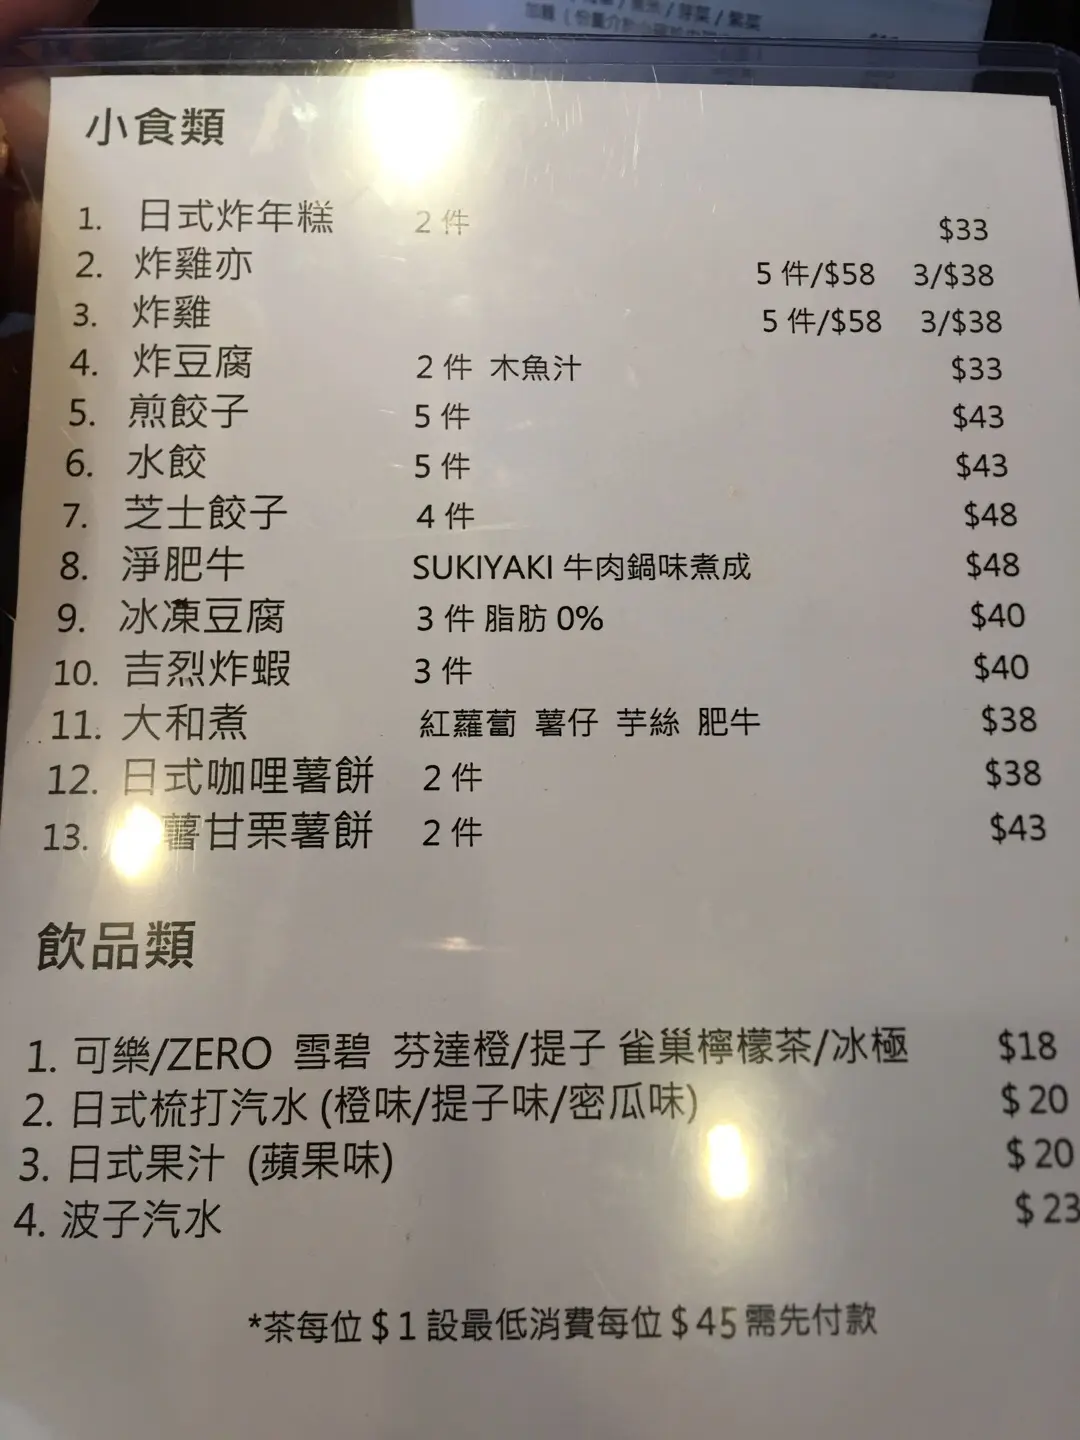 加麵
小食類
1. 日式炸年糕 2 件 $33
2. 炸雞亦 5 件/$58 3/$38
3. 炸雞 5 件/$58 3/$38
4. 炸豆腐 2 件 木魚汁 $33
5. 煎餃子 5 件 $43
6. 水餃 5 件 $43
7. 芝士餃子 4 件 $48
8. 淨肥牛 SUKIYAKI 牛肉鍋味煮成 $48
9. 冰凍豆腐 3 件 脂肪 0% $40
10. 吉烈炸蝦 3 件 $40
11. 大和煮 紅蘿蔔 薯仔 芋絲 肥牛 $38
12. 日式咖哩薯餅 2 件 $38
13. 薯甘栗薯餅 2 件 $43
飲品類
1. 可樂/ZERO 雪碧 芬達橙/提子 雀巢檸檬茶/冰極 $18
2. 日式梳打汽水 (橙味/提子味/密瓜味) $ 20
3. 日式果汁 (蘋果味) $ 20
4. 波子汽水 $ 23
*茶每位 $ 1 設最低消費每位 $ 45 需先付款